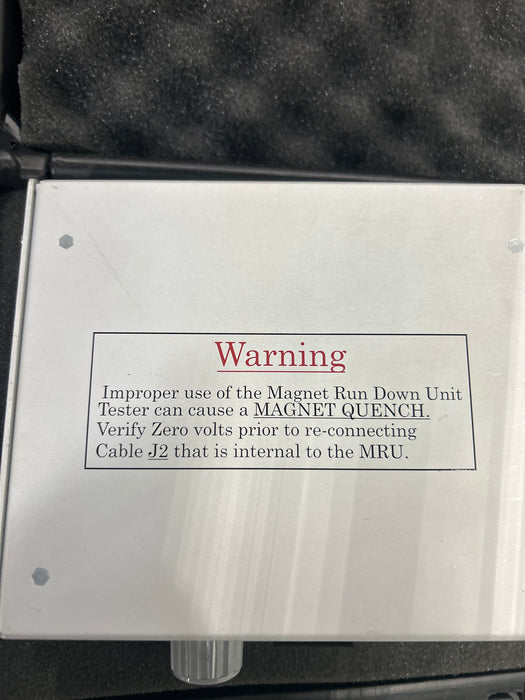 Warning
Improper use of the Magnet Run Down Unit
Tester can cause a MAGNET QUENCH.
Verify Zero volts prior to re-connecting
Cable J2 that is internal to the MRU.